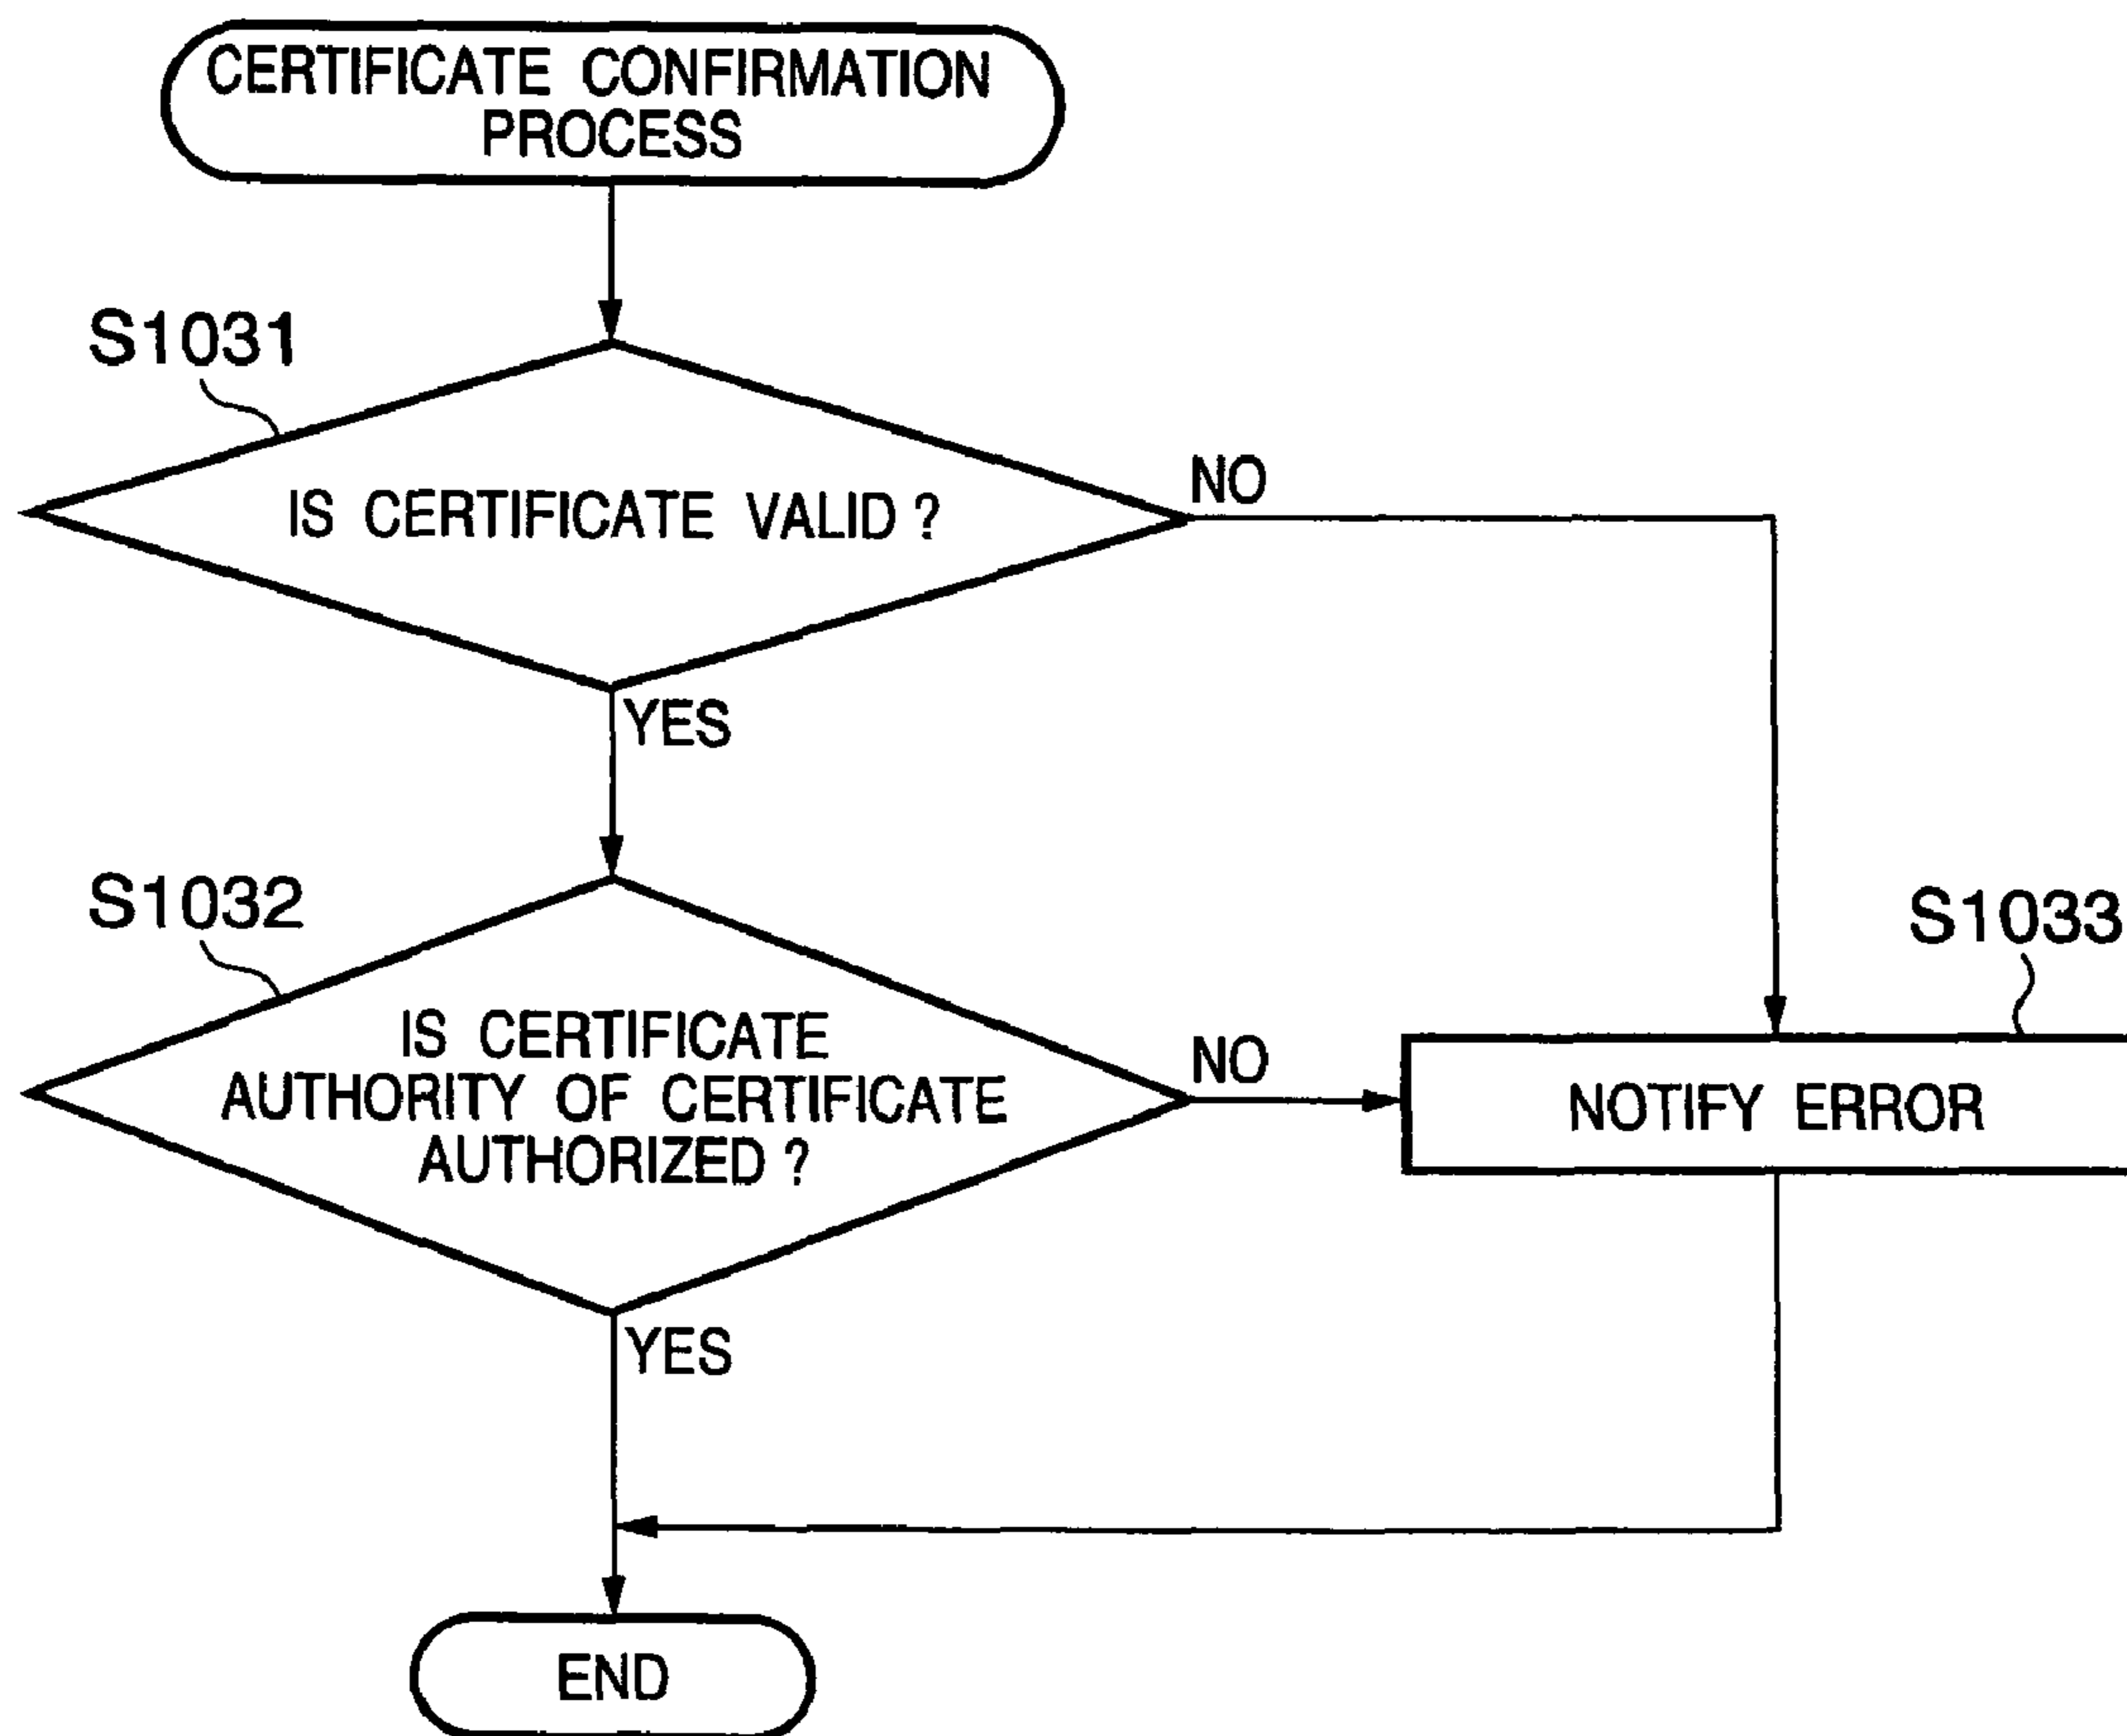 CERTIFICATE CONFIRMATION
PROCESS
S1031
IS CERTIFICATE VALID ?
NO
YES
S1032
IS CERTIFICATE
AUTHORITY OF CERTIFICATE
AUTHORIZED ?
NO
S1033
NOTIFY ERROR
YES
END